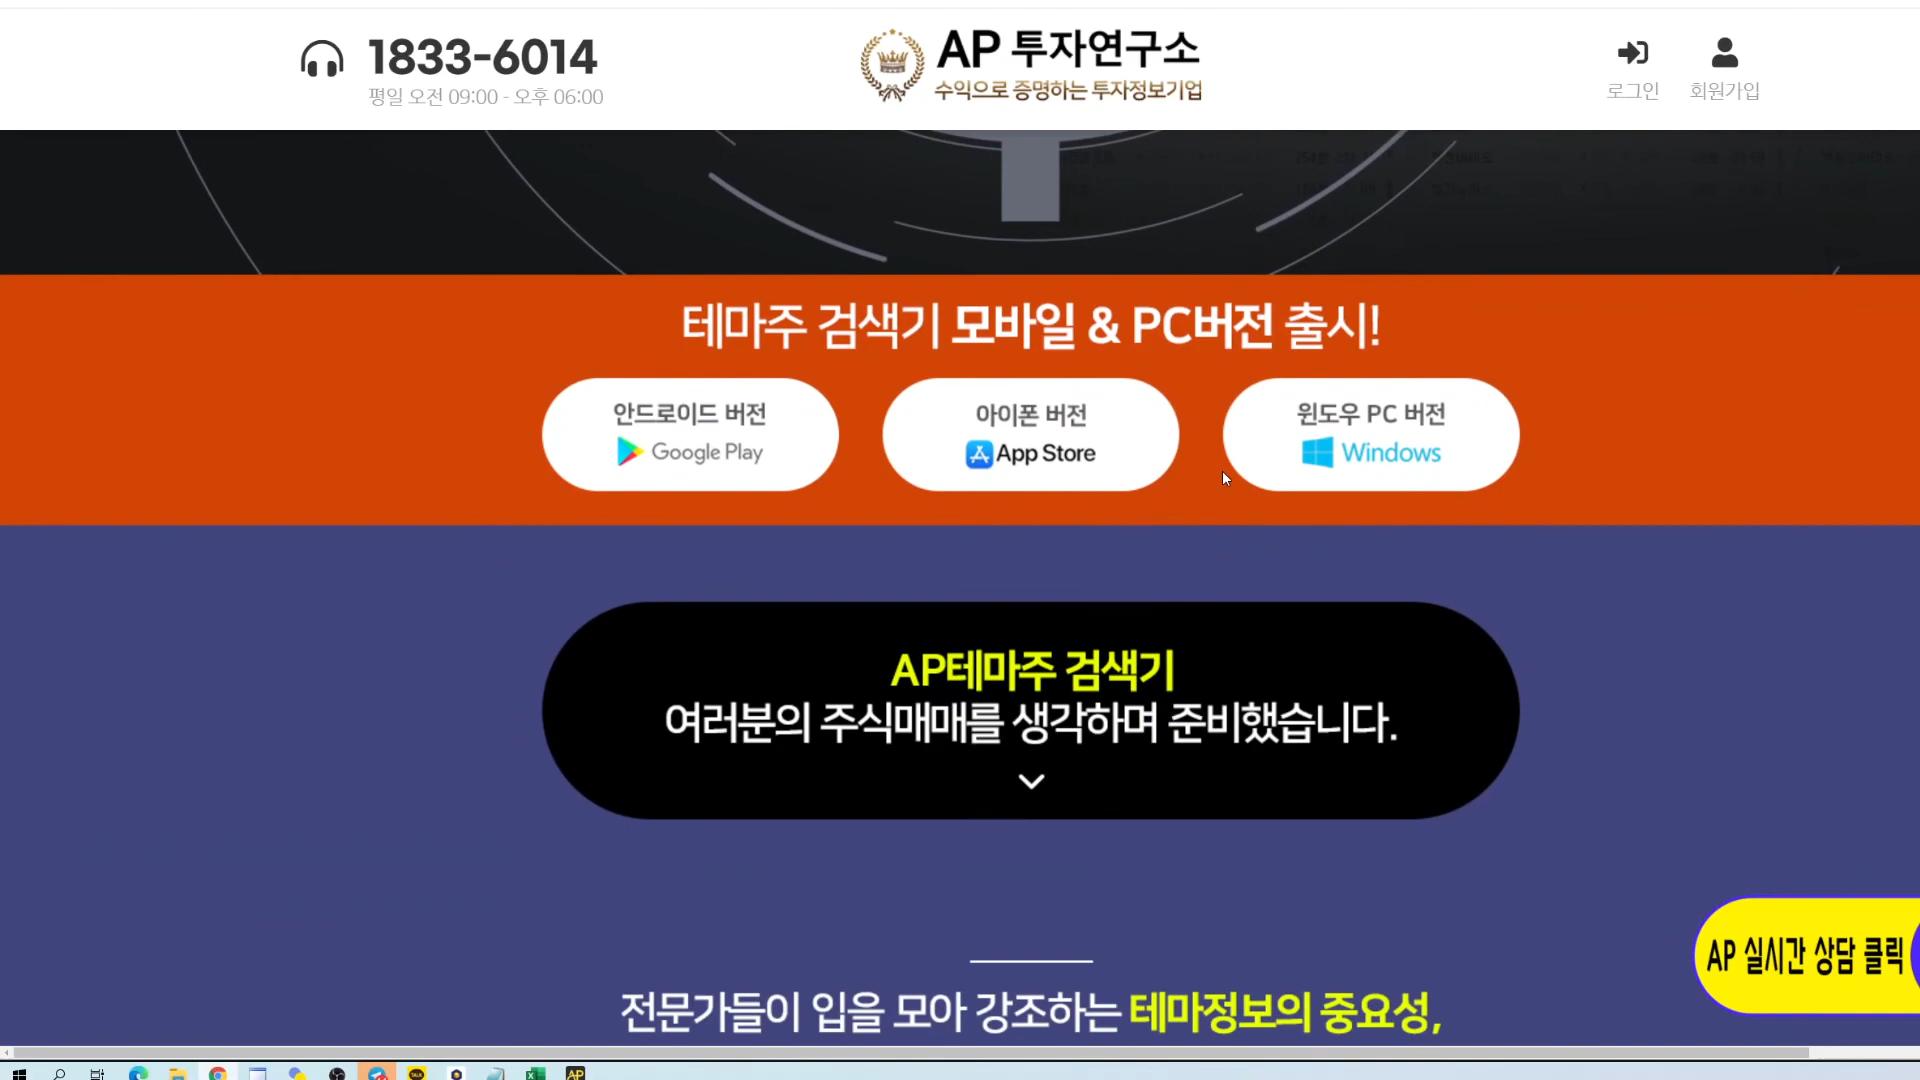 1833-6014
평일 오전 09:00 - 오후 06:00
AP 투자연구소
수익으로 증명하는 투자정보기업
로그인
회원가입
테마주 검색기 모바일 & PC버전 출시!
안드로이드 버전
Google Play
아이폰 버전
App Store
윈도우 PC 버전
Windows
AP테마주 검색기
여러분의 주식매매를 생각하며 준비했습니다.
AP 실시간 상담 클릭
전문가들이 입을 모아 강조하는 테마정보의 중요성,
TALK
AP